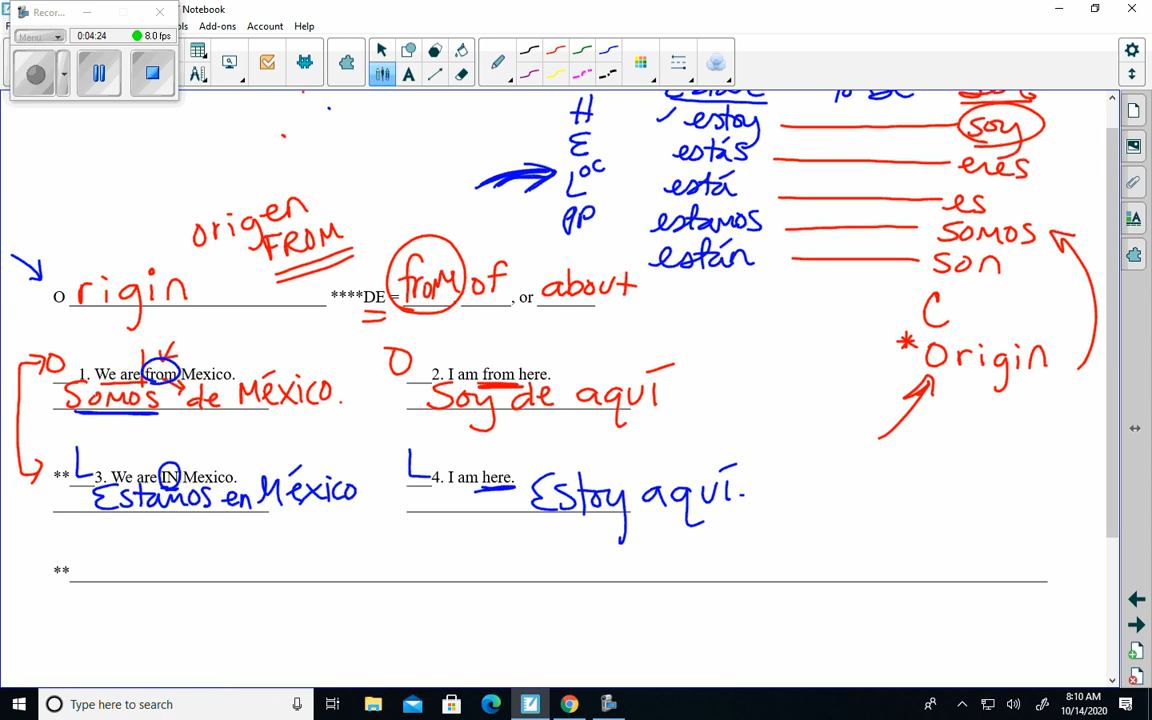 Recor...
Notebook
Menu
0:04:24
8.0 fps
Add-ons Account Help
H estoy soy
E estás eres
LOC está es
PP estamos somos
están son
origen
FROM
Origin ****DE = from of, or about
C
* Origin
O 1. We are from Mexico.
Somos de México.
O 2. I am from here.
Soy de aquí
** L 3. We are IN Mexico.
Estamos en México
L 4. I am here.
Estoy aquí.
**
Type here to search
8:10 AM
10/14/2020